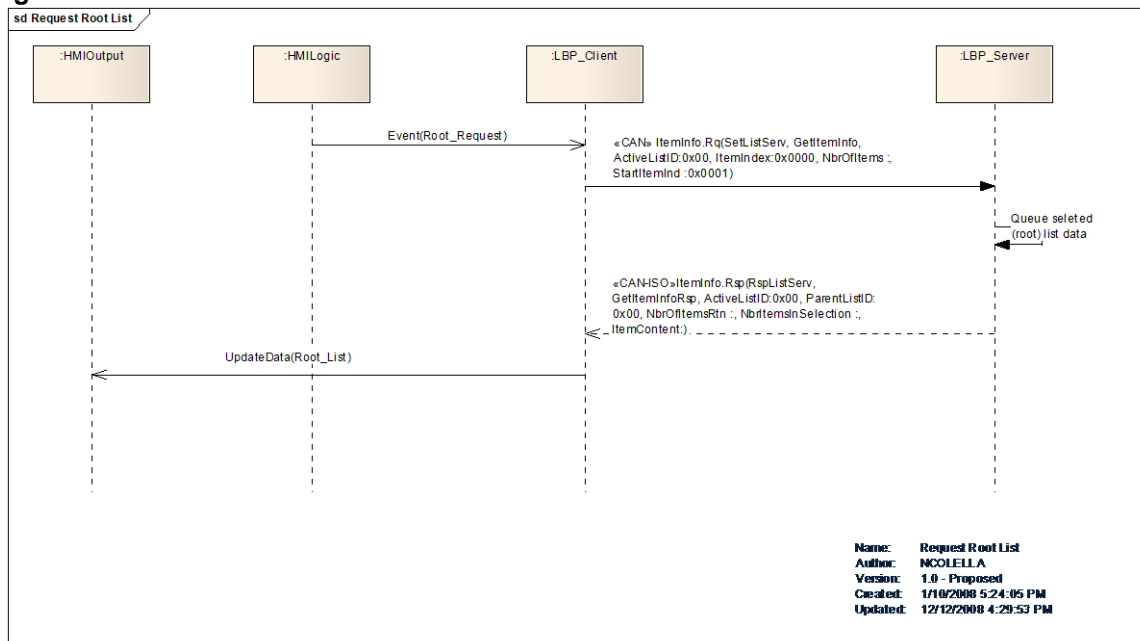 sd Request Root List
:HMIOutput
:HMILogic
:LBP_Client
:LBP_Server
Event(Root_Request)
«CAN» ItemInfo.Rq(SetListServ, GetItemInfo,
ActiveListID:0x00, ItemIndex:0x0000, NbrOfItems :,
StartItemInd :0x0001)
Queue seleted
(root) list data
«CAN-ISO»ItemInfo.Rsp(RspListServ,
GetItemInfoRsp, ActiveListID:0x00, ParentListID:
0x00, NbrOfItemsRtn :, NbrItemsInSelection :,
ItemContent:)
UpdateData(Root_List)
Name: Request Root List
Author: NCOLELLA
Version: 1.0 - Proposed
Created: 1/10/2008 5:24:05 PM
Updated: 12/12/2008 4:29:53 PM